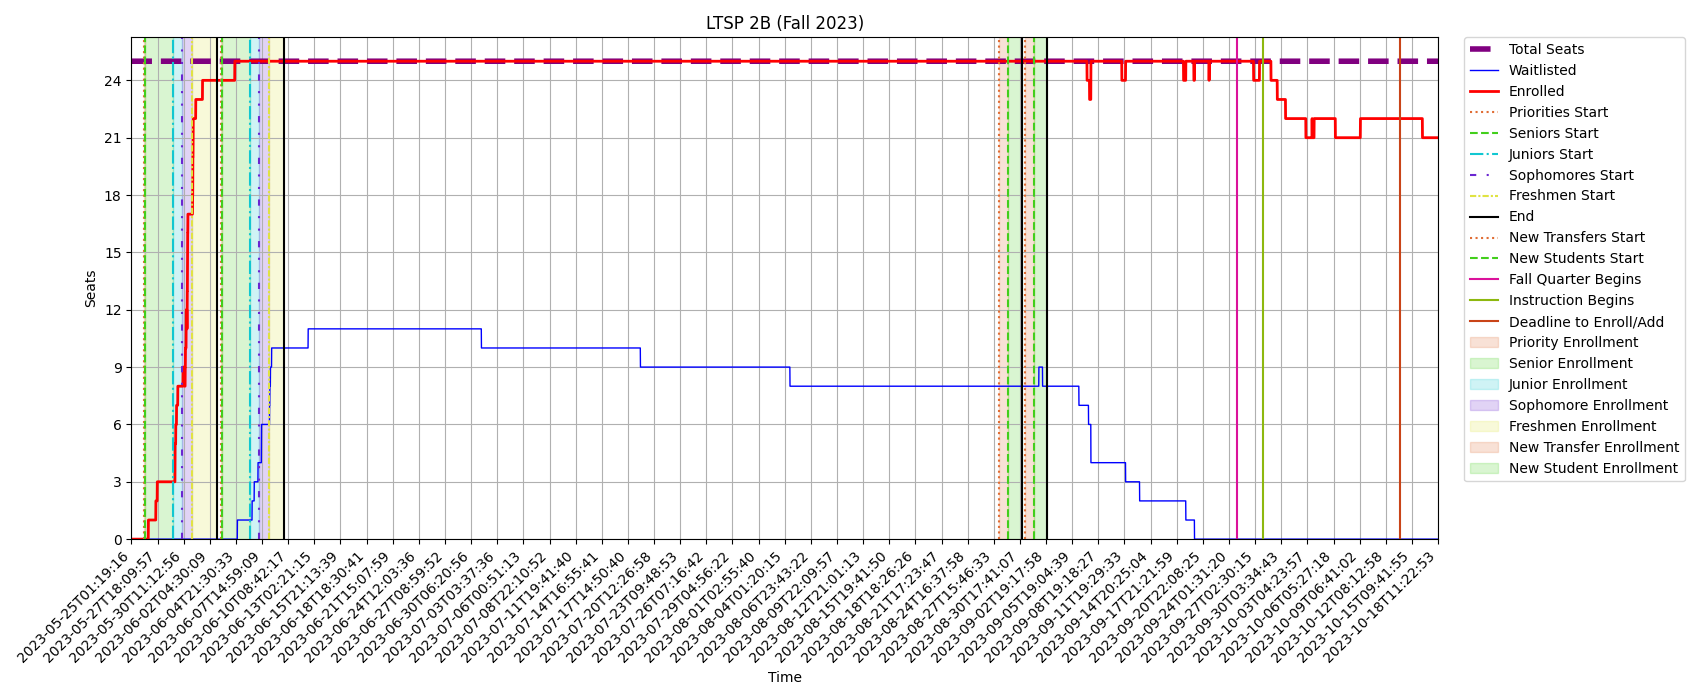 LTSP 2B (Fall 2023)
Seats
24
21
18
15
12
9
6
3
0
2023-05-25T01:19:16
2023-05-27T18:09:57
2023-05-30T11:12:56
2023-06-02T04:30:09
2023-06-04T21:30:33
2023-06-07T14:59:09
2023-06-10T08:42:17
2023-06-13T02:21:15
2023-06-15T21:13:39
2023-06-18T18:30:41
2023-06-21T15:07:59
2023-06-24T12:03:36
2023-06-27T08:59:52
2023-06-30T06:20:56
2023-07-03T03:37:36
2023-07-06T00:51:13
2023-07-08T22:10:52
2023-07-11T19:41:40
2023-07-14T16:55:41
2023-07-17T14:50:40
2023-07-20T12:26:58
2023-07-23T09:48:53
2023-07-26T07:16:42
2023-07-29T04:56:22
2023-08-01T02:55:40
2023-08-04T01:20:15
2023-08-06T23:43:22
2023-08-09T22:09:57
2023-08-12T21:01:13
2023-08-15T19:41:50
2023-08-18T18:26:26
2023-08-21T17:23:47
2023-08-24T16:37:58
2023-08-27T15:46:33
2023-08-30T17:41:07
2023-09-02T19:17:58
2023-09-05T19:04:39
2023-09-08T19:18:27
2023-09-11T19:29:33
2023-09-14T20:25:04
2023-09-17T21:21:59
2023-09-20T22:08:25
2023-09-24T01:31:20
2023-09-27T02:30:15
2023-09-30T03:34:43
2023-10-03T04:23:57
2023-10-06T05:27:18
2023-10-09T06:41:02
2023-10-12T08:12:58
2023-10-15T09:41:55
2023-10-18T11:22:53
Time
Total Seats
Waitlisted
Enrolled
Priorities Start
Seniors Start
Juniors Start
Sophomores Start
Freshmen Start
End
New Transfers Start
New Students Start
Fall Quarter Begins
Instruction Begins
Deadline to Enroll/Add
Priority Enrollment
Senior Enrollment
Junior Enrollment
Sophomore Enrollment
Freshmen Enrollment
New Transfer Enrollment
New Student Enrollment